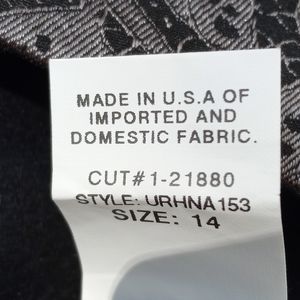 MADE IN U.S.A OF
IMPORTED AND
DOMESTIC FABRIC.
CUT#1-21880
STYLE: URHNA153
SIZE: 14